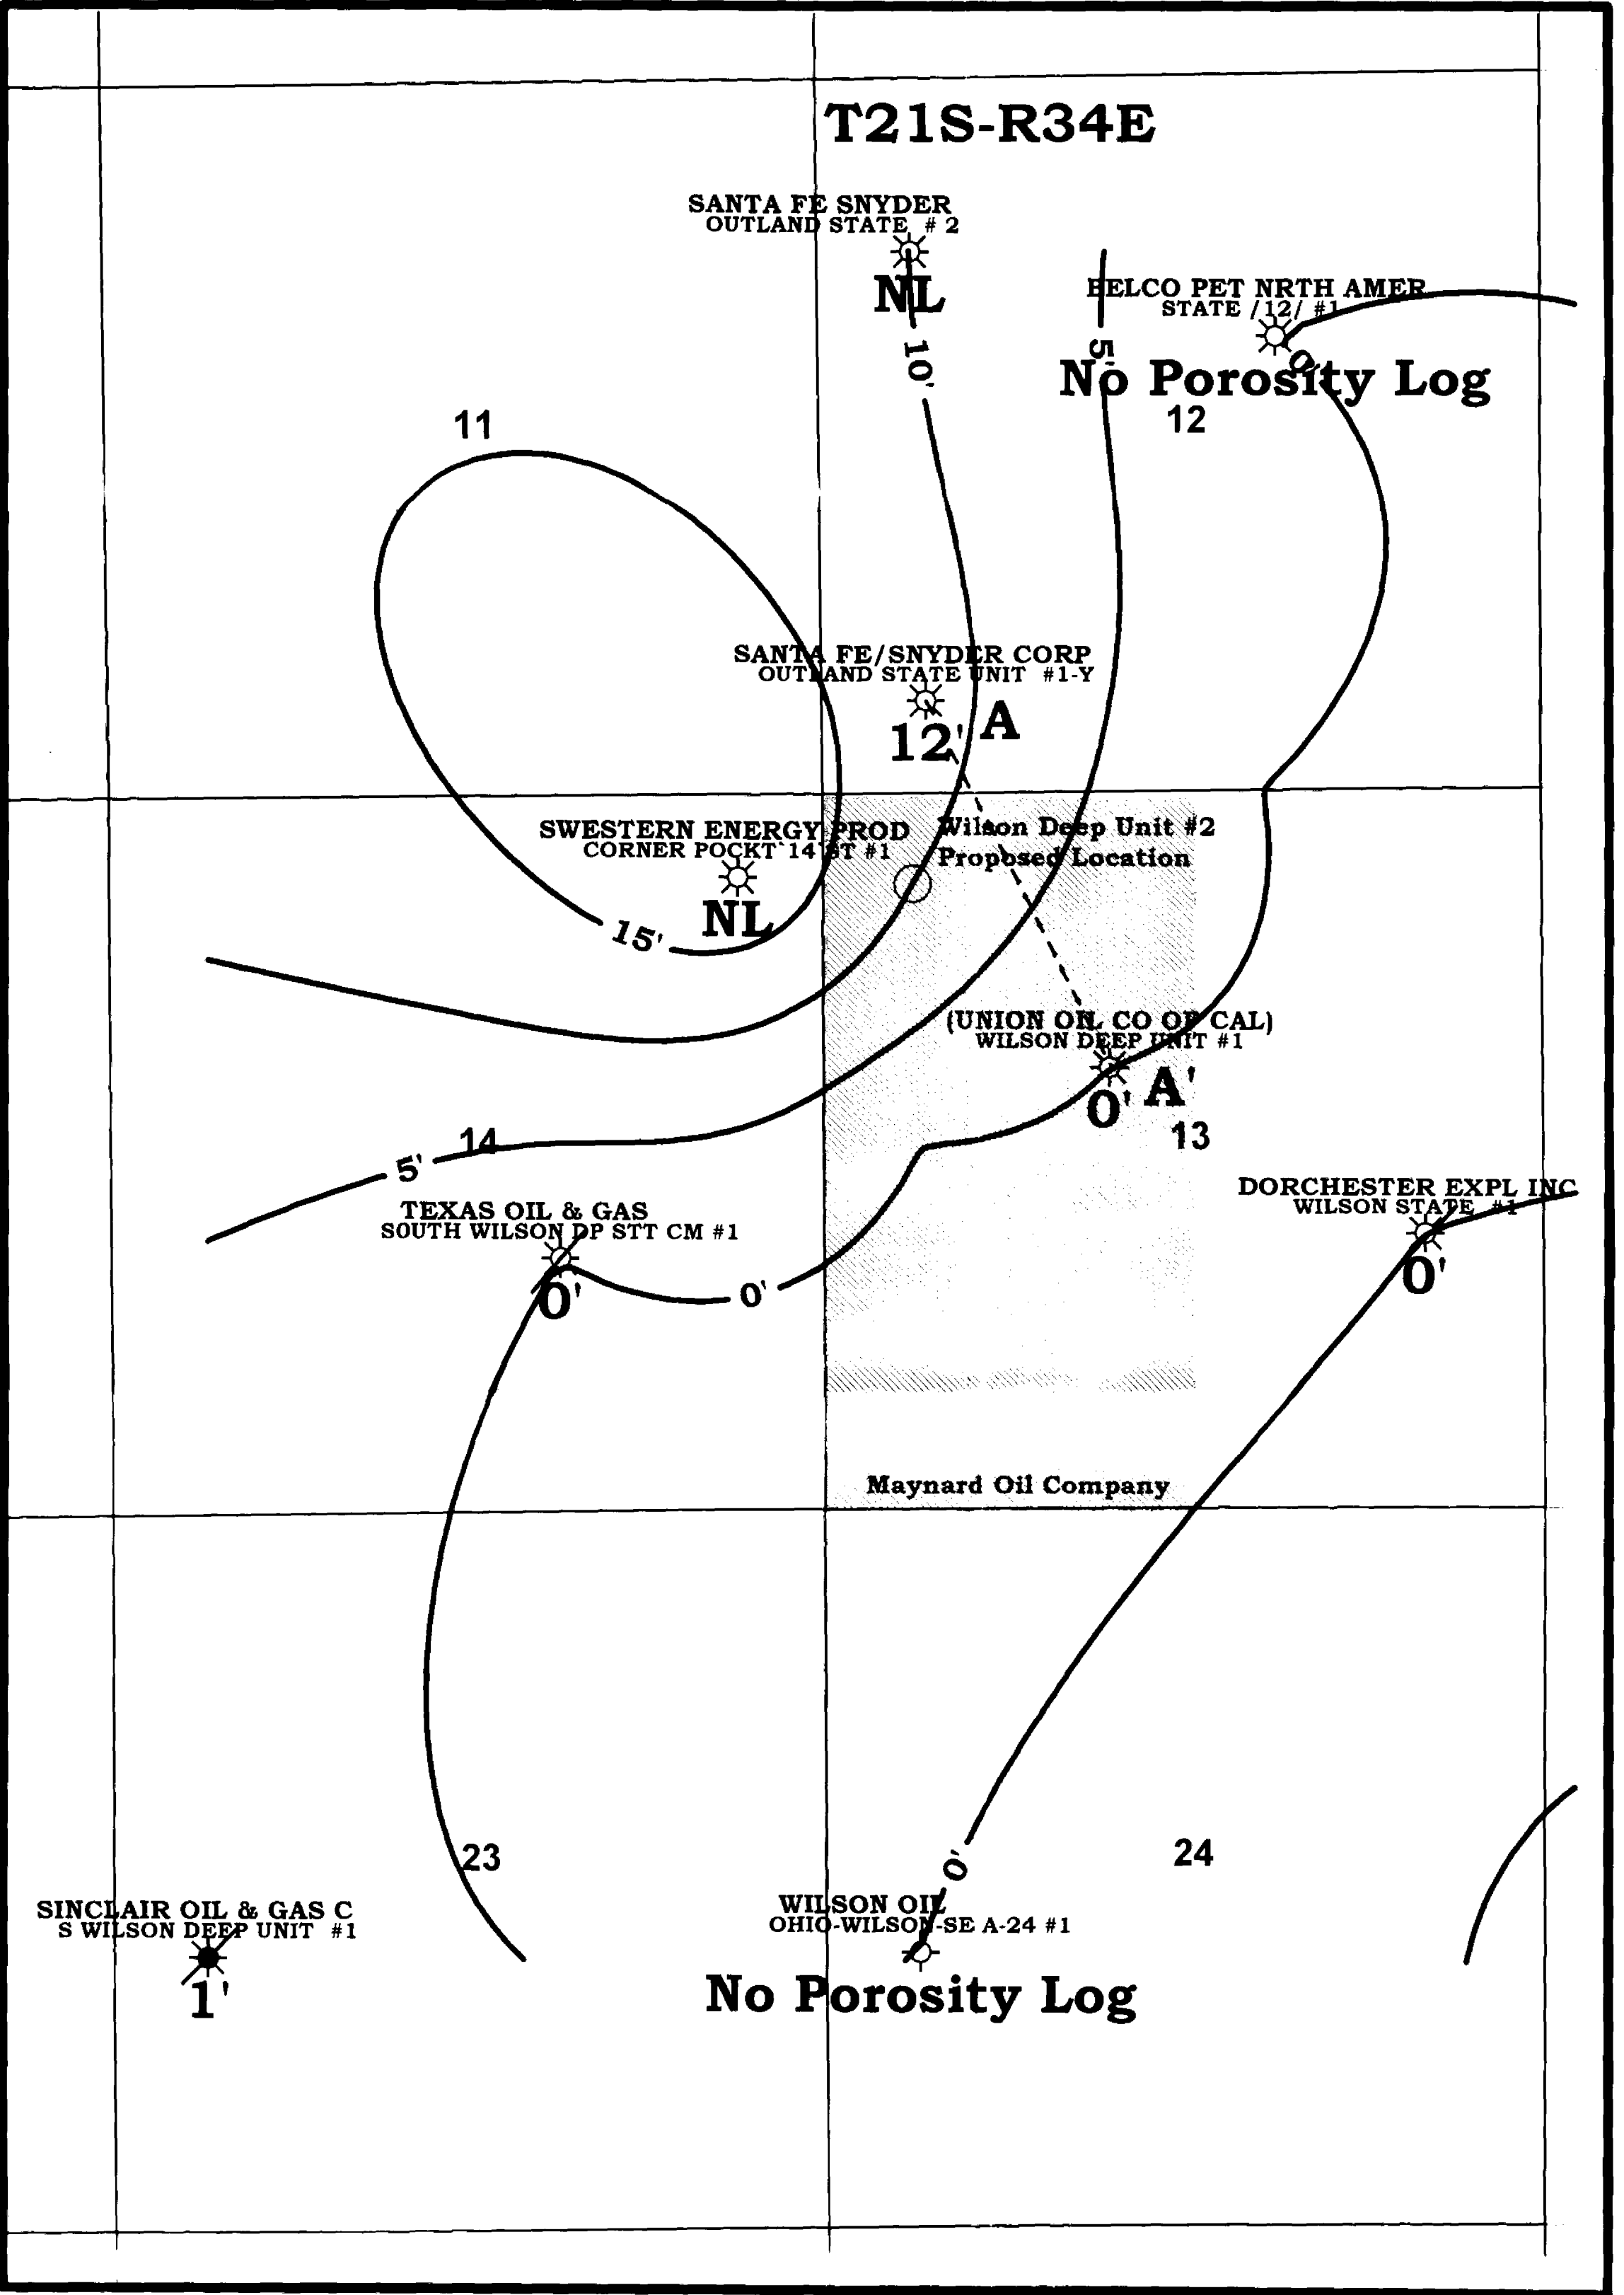 T21S-R34E
SANTA FE SNYDER
OUTLAND STATE # 2
NL
10'
5'
BELCO PET NRTH AMER
STATE /12/ #1
0'
No Porosity Log
11
12
SANTA FE/SNYDER CORP
OUTLAND STATE UNIT #1-Y
12'
A
SWESTERN ENERGY PROD
CORNER POCKT 14 ST #1
NL
15'
Wilson Deep Unit #2
Proposed Location
(UNION OIL CO OF CAL)
WILSON DEEP UNIT #1
0'
A'
13
14
5'
TEXAS OIL & GAS
SOUTH WILSON DP STT CM #1
0'
0'
DORCHESTER EXPL INC
WILSON STATE #1
0'
Maynard Oil Company
23
24
0'
SINCLAIR OIL & GAS C
S WILSON DEEP UNIT #1
1'
WILSON OIL
OHIO-WILSON-SE A-24 #1
No Porosity Log